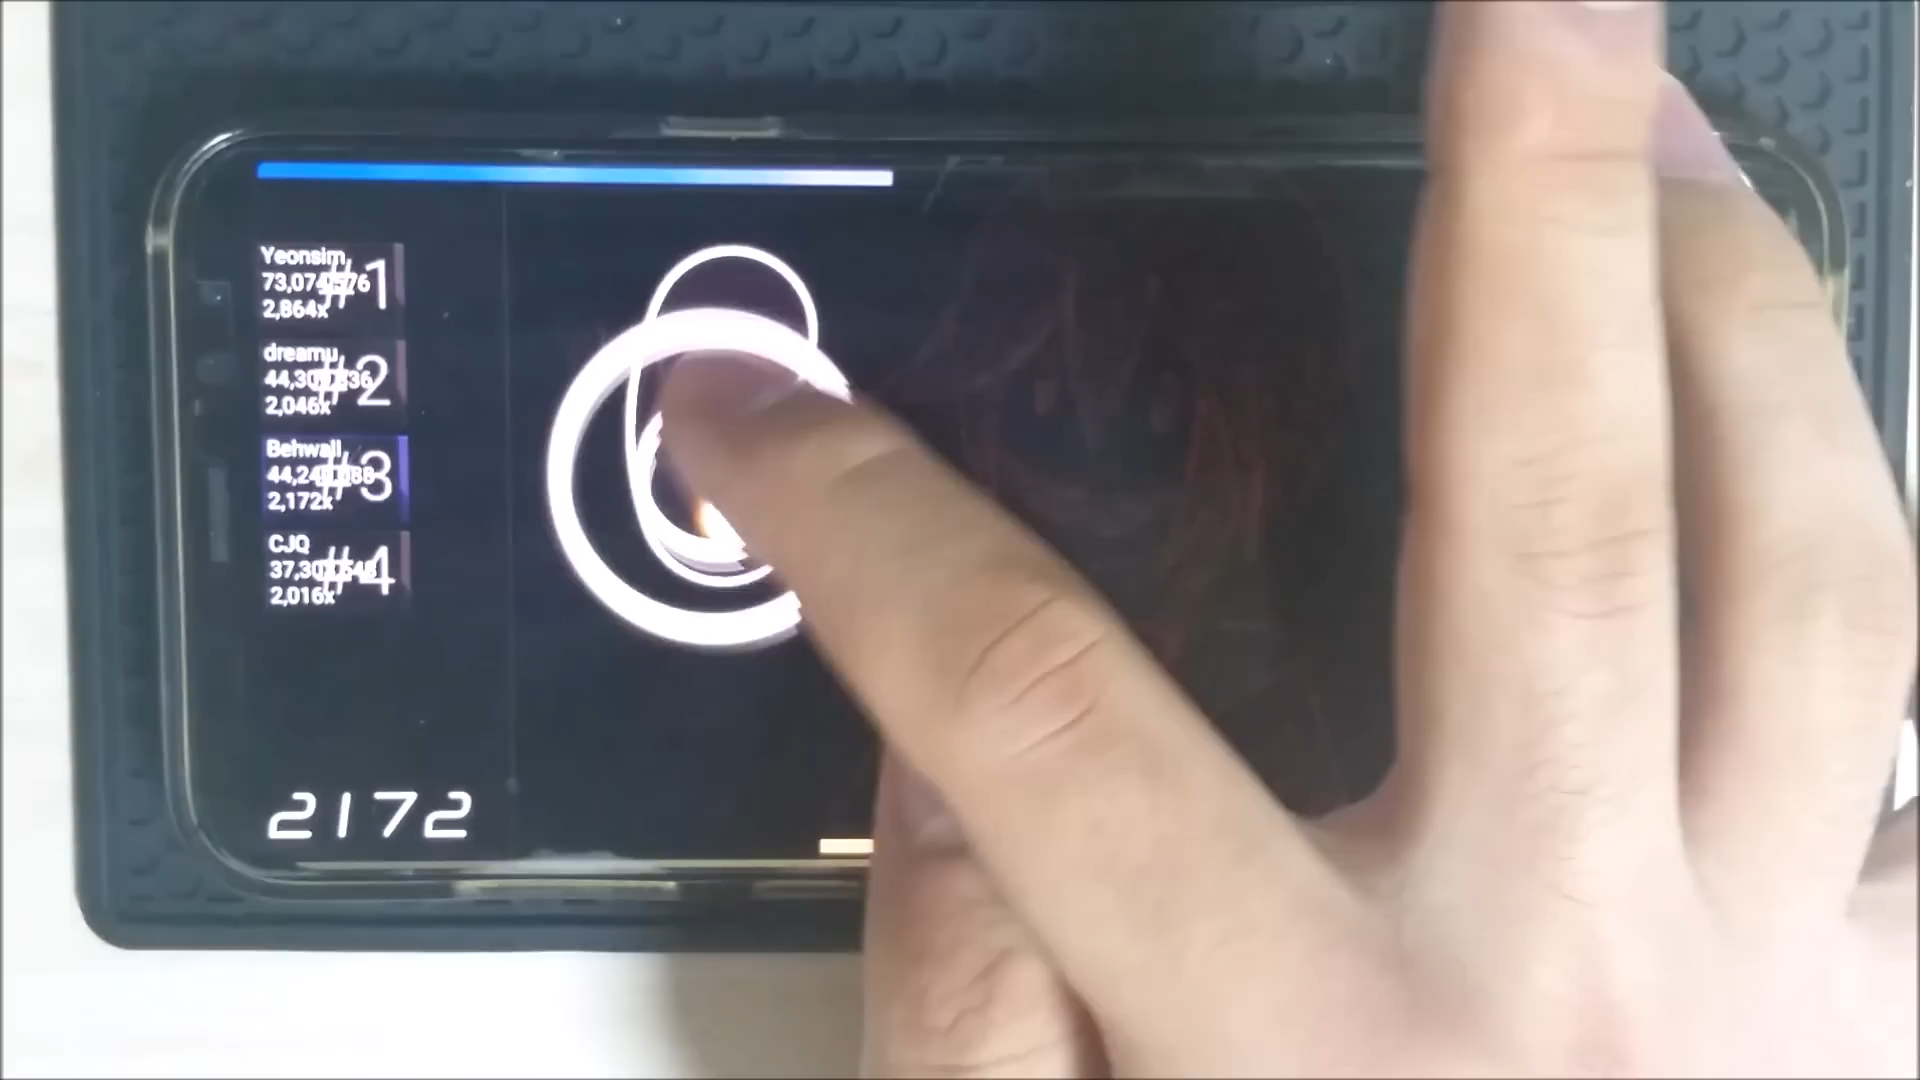 Yeonsim
#1
2,864x
dreamu
#2
2,046x
Behwall
#3
2,172x
CJQ
#4
2,016x
2172